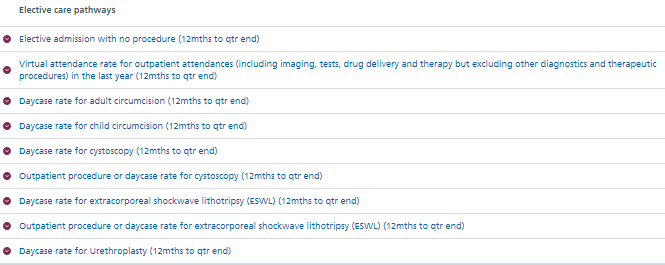 Elective care pathways
Elective admission with no procedure (12mths to qtr end)
Virtual attendance rate for outpatient attendances (including imaging, tests, drug delivery and therapy but excluding other diagnostics and therapeutic
procedures) in the last year (12mths to qtr end)
Daycase rate for adult circumcision (12mths to qtr end)
Daycase rate for child circumcision (12mths to qtr end)
Daycase rate for cystoscopy (12mths to qtr end)
Outpatient procedure or daycase rate for cystoscopy (12mths to qtr end)
Daycase rate for extracorporeal shockwave lithotripsy (ESWL) (12mths to qtr end)
Outpatient procedure or daycase rate for extracorporeal shockwave lithotripsy (ESWL) (12mths to qtr end)
Daycase rate for Urethroplasty (12mths to qtr end)